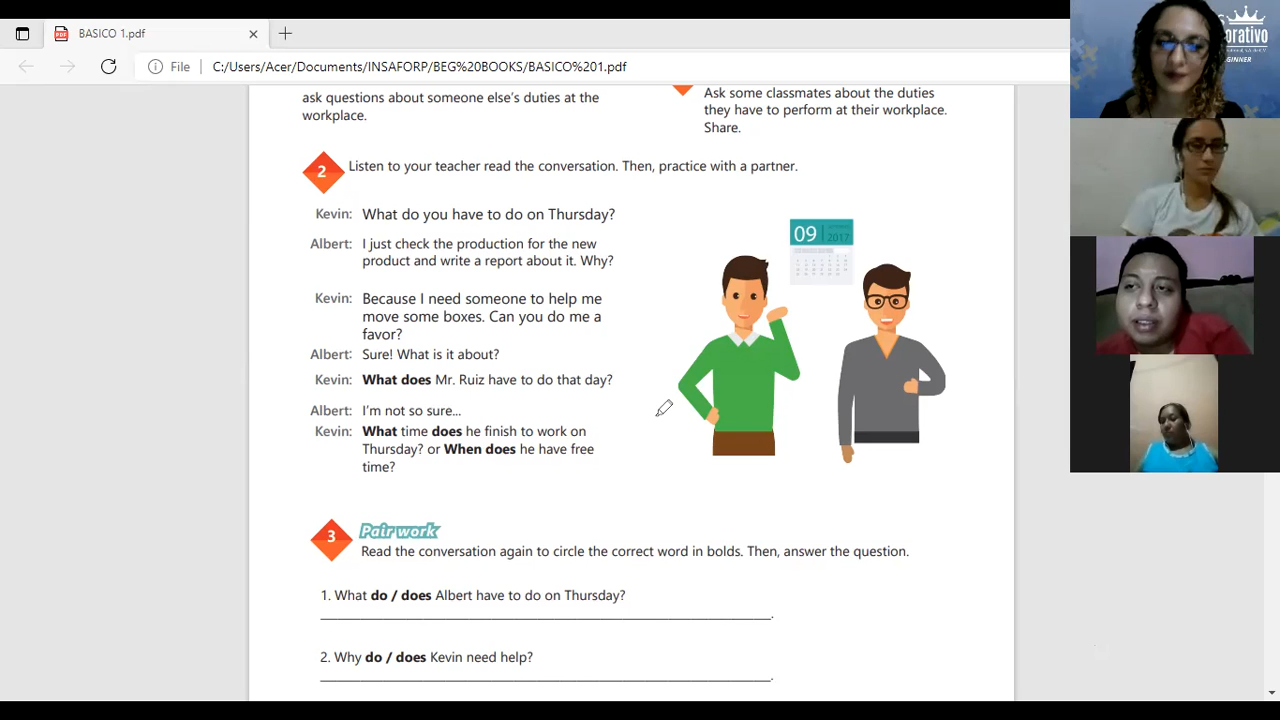 BASICO 1.pdf
File
C:/Users/Acer/Documents/INSAFORP/BEG%20BOOKS/BASICO%201.pdf
orativo
GINNER
ask questions about someone else's duties at the
workplace.
Ask some classmates about the duties
they have to perform at their workplace.
Share.
2
Listen to your teacher read the conversation. Then, practice with a partner.
Kevin: What do you have to do on Thursday?
Albert: I just check the production for the new
product and write a report about it. Why?
Kevin: Because I need someone to help me
move some boxes. Can you do me a
favor?
Albert: Sure! What is it about?
Kevin: What does Mr. Ruiz have to do that day?
Albert: I'm not so sure...
Kevin: What time does he finish to work on
Thursday? or When does he have free
time?
09
2017
3
Pair work
Read the conversation again to circle the correct word in bolds. Then, answer the question.
1. What do / does Albert have to do on Thursday?
2. Why do / does Kevin need help?